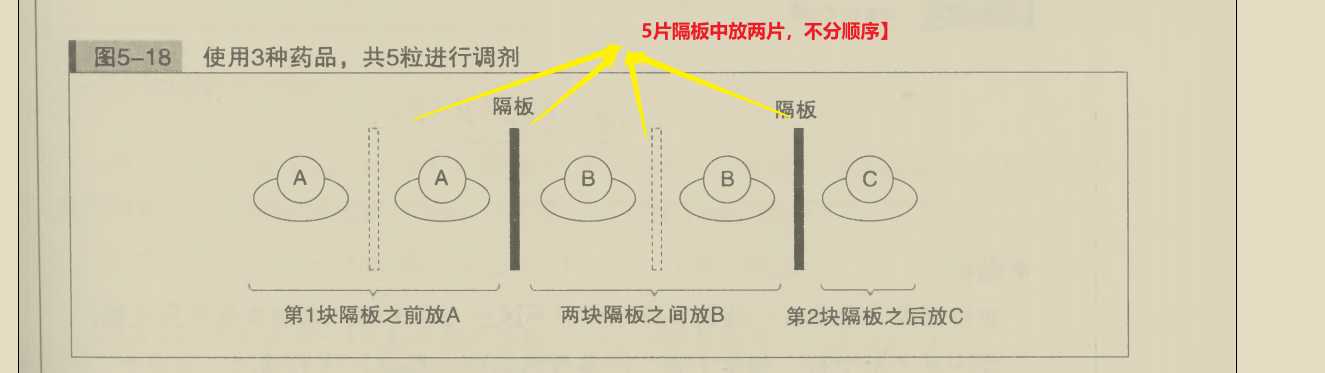 5片隔板中放两片，不分顺序】
图5-18 使用3种药品，共5粒进行调剂
隔板 隔板
A A B B C
第1块隔板之前放A 两块隔板之间放B 第2块隔板之后放C